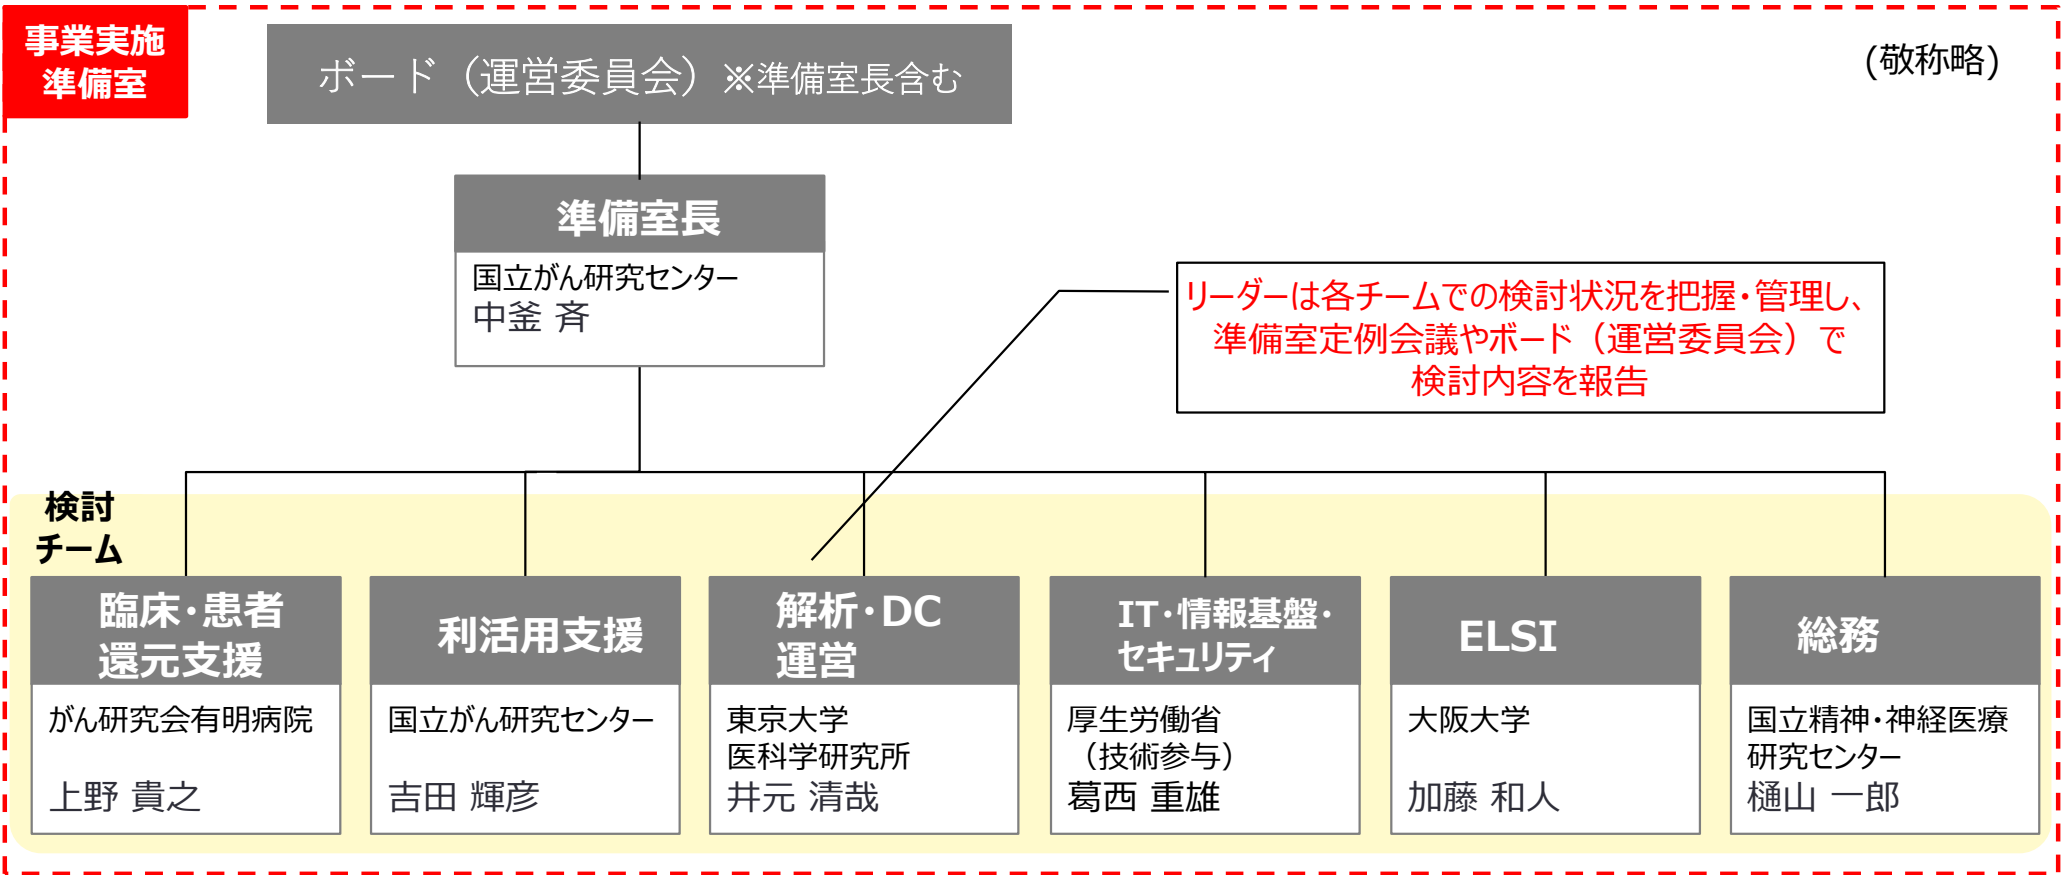 事業実施
準備室
ボード（運営委員会）※準備室長含む
(敬称略)
準備室長
国立がん研究センター
中釜 斉
リーダーは各チームでの検討状況を把握・管理し、
準備室定例会議やボード（運営委員会）で
検討内容を報告
検討
チーム
臨床・患者
還元支援
がん研究会有明病院
上野 貴之
利活用支援
国立がん研究センター
吉田 輝彦
解析・DC
運営
東京大学
医科学研究所
井元 清哉
IT・情報基盤・
セキュリティ
厚生労働省
（技術参与）
葛西 重雄
ELSI
大阪大学
加藤 和人
総務
国立精神・神経医療
研究センター
樋山 一郎